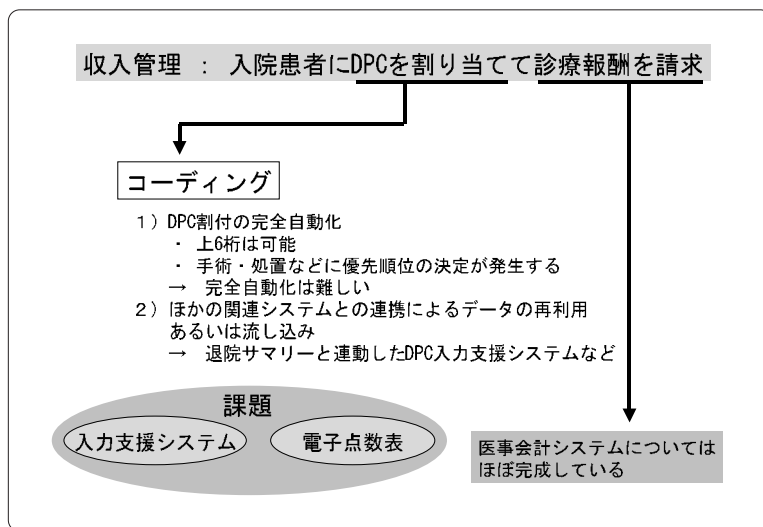 収入管理 ： 入院患者にDPCを割り当てて診療報酬を請求
コーディング
１）DPC割付の完全自動化
・ 上6桁は可能
・ 手術・処置などに優先順位の決定が発生する
→ 完全自動化は難しい
２）ほかの関連システムとの連携によるデータの再利用
あるいは流し込み
→ 退院サマリーと連動したDPC入力支援システムなど
課題
入力支援システム
電子点数表
医事会計システムについては
ほぼ完成している